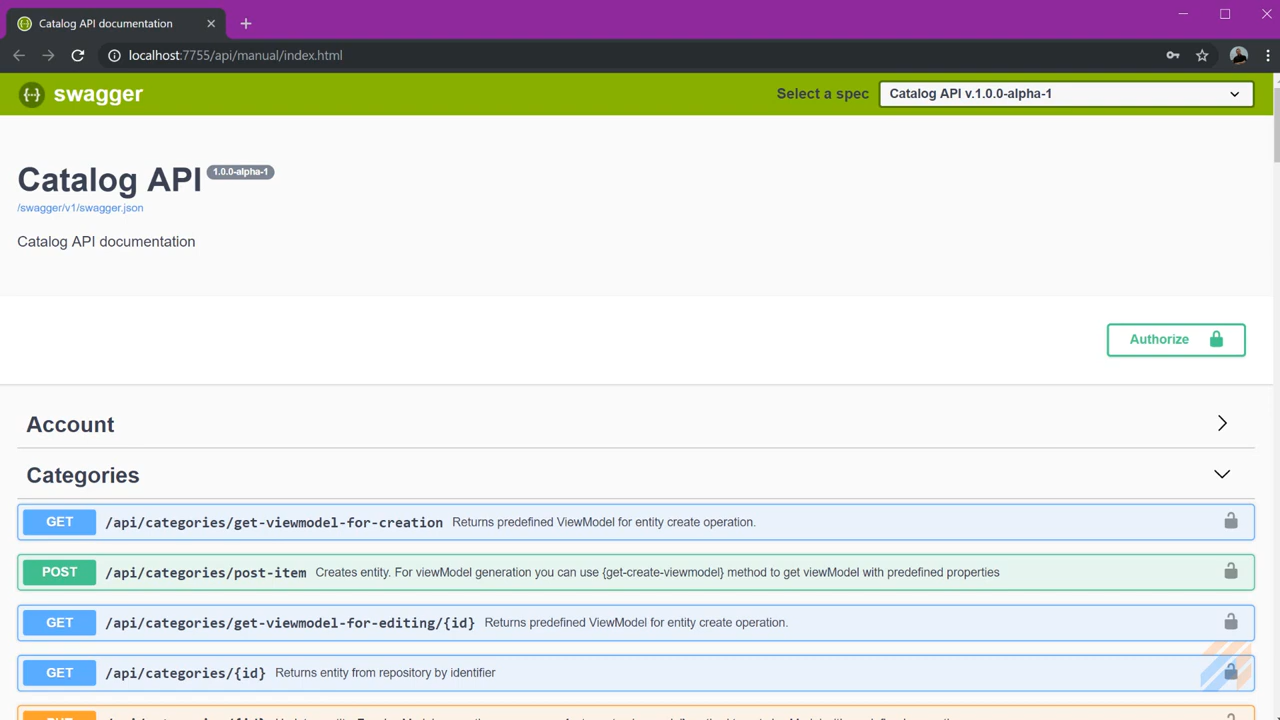 Catalog API documentation
localhost:7755/api/manual/index.html
{···} swagger
Select a spec
Catalog API v.1.0.0-alpha-1
Catalog API 1.0.0-alpha-1
/swagger/v1/swagger.json
Catalog API documentation
Authorize
Account
Categories
GET /api/categories/get-viewmodel-for-creation Returns predefined ViewModel for entity create operation.
POST /api/categories/post-item Creates entity. For viewModel generation you can use {get-create-viewmodel} method to get viewModel with predefined properties
GET /api/categories/get-viewmodel-for-editing/{id} Returns predefined ViewModel for entity create operation.
GET /api/categories/{id} Returns entity from repository by identifier